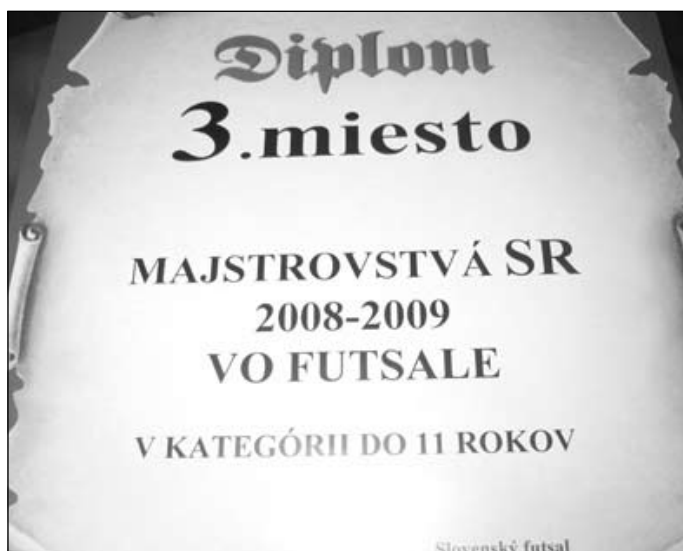 Diplom
3.miesto
MAJSTROVSTVÁ SR
2008-2009
VO FUTSALE
V KATEGÓRII DO 11 ROKOV
Slovenský futsal